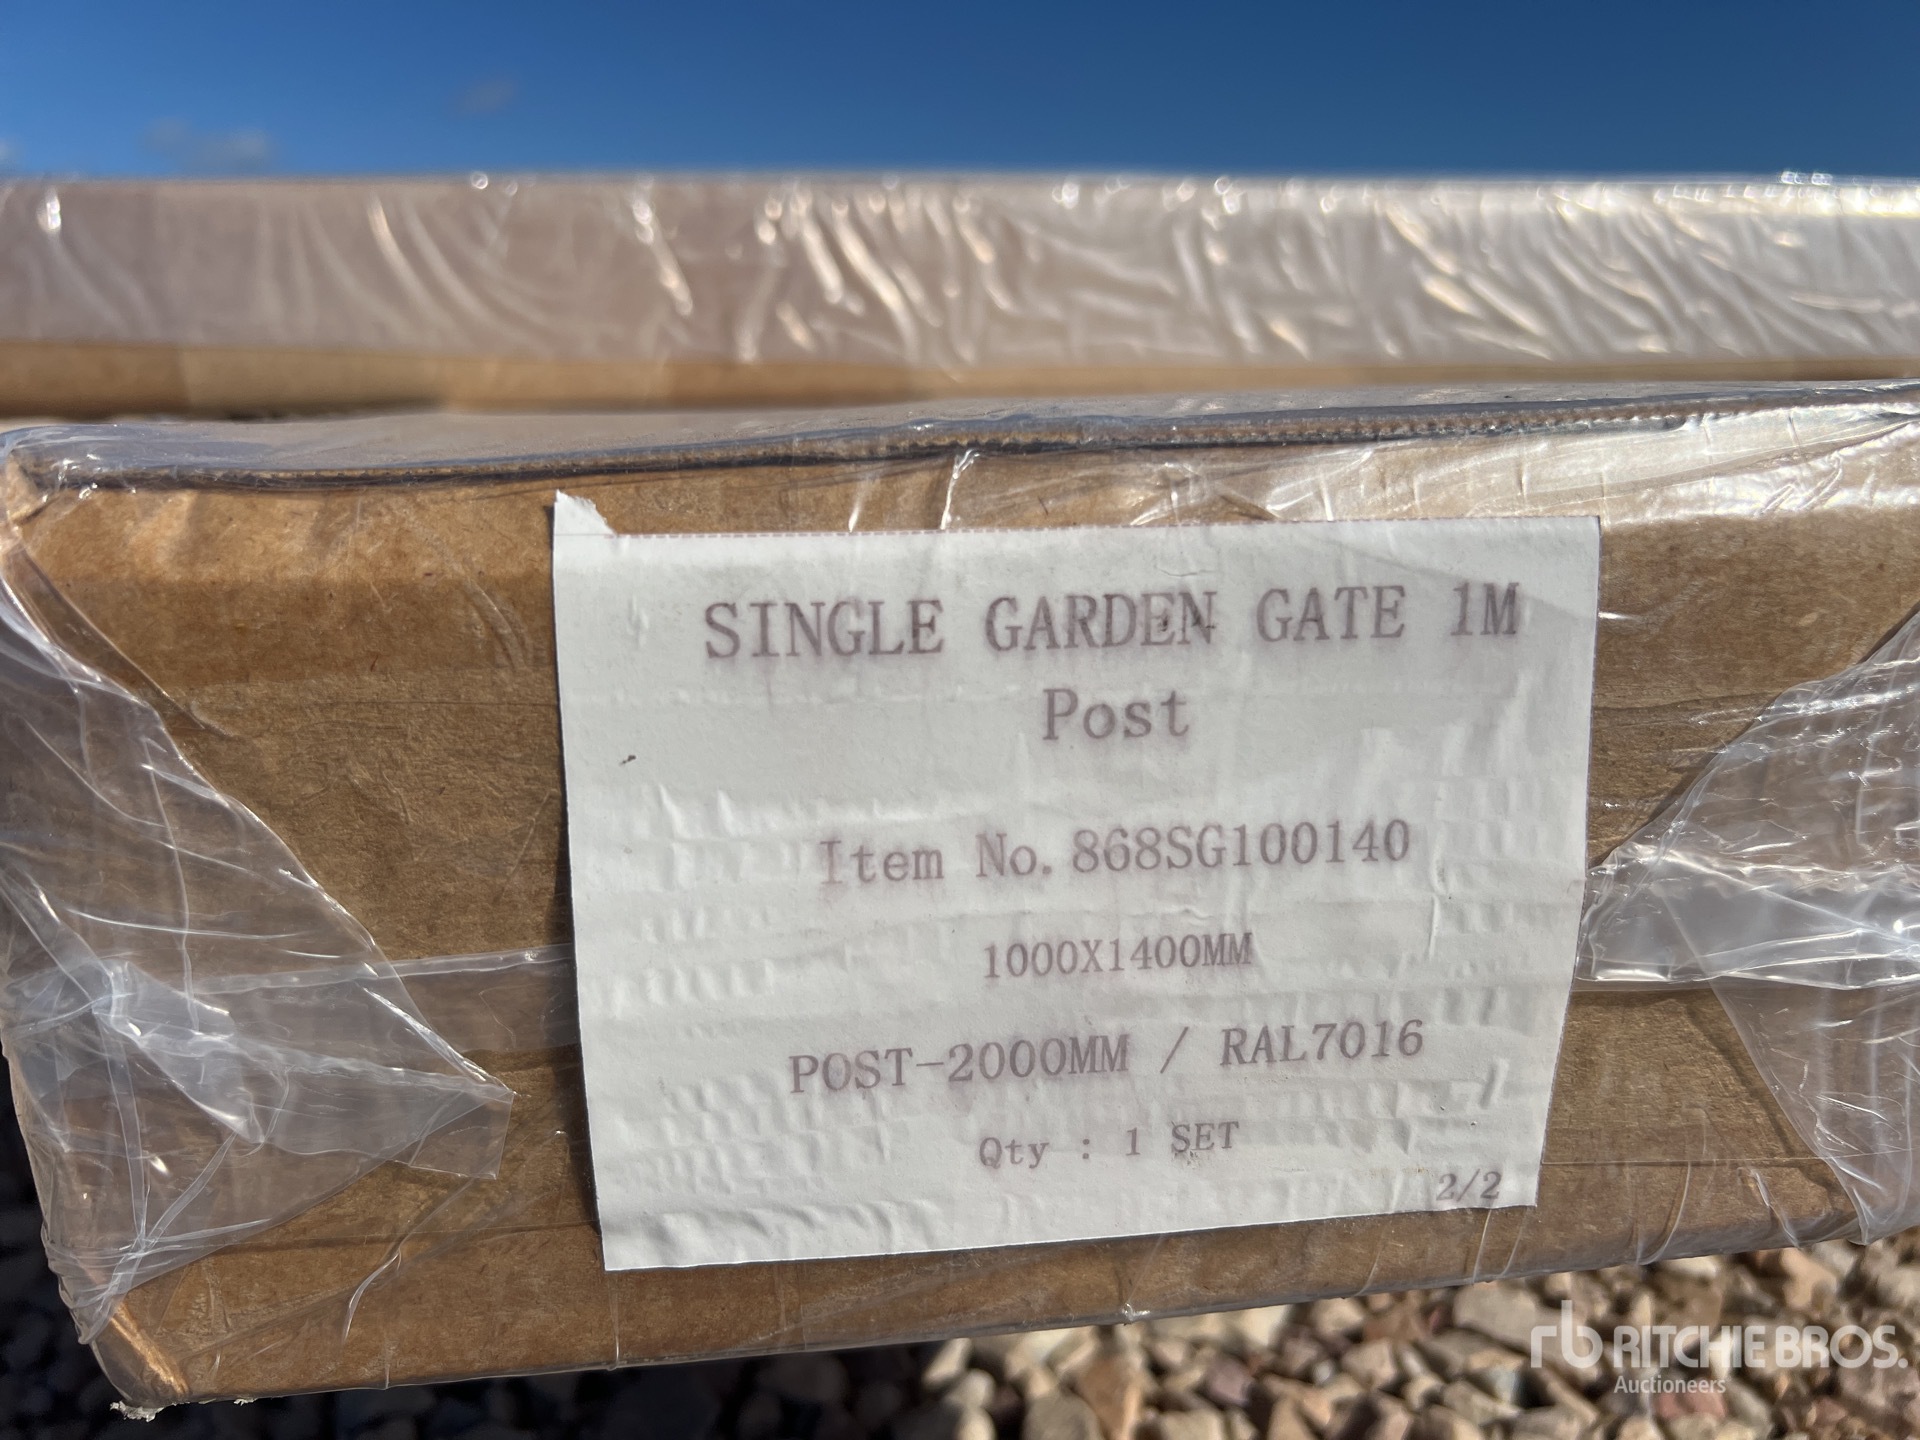 SINGLE GARDEN GATE 1M
Post
Item No. 868SG100140
1000X1400MM
POST-2000MM / RAL7016
Qty : 1 SET
2/2
rb RITCHIE BROS.
Auctioneers